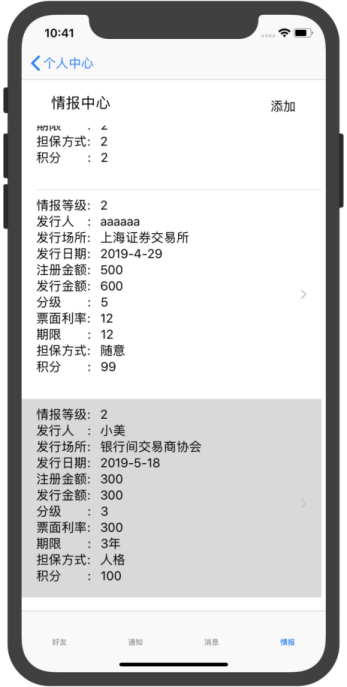 10:41
个人中心
情报中心
添加
期限 : 2
担保方式: 2
积分 : 2
情报等级: 2
发行人 : aaaaaa
发行场所: 上海证券交易所
发行日期: 2019-4-29
注册金额: 500
发行金额: 600
分级 : 5
票面利率: 12
期限 : 12
担保方式: 随意
积分 : 99
情报等级: 2
发行人 : 小美
发行场所: 银行间交易商协会
发行日期: 2019-5-18
注册金额: 300
发行金额: 300
分级 : 3
票面利率: 300
期限 : 3年
担保方式: 人格
积分 : 100
好友 通知 消息 情报